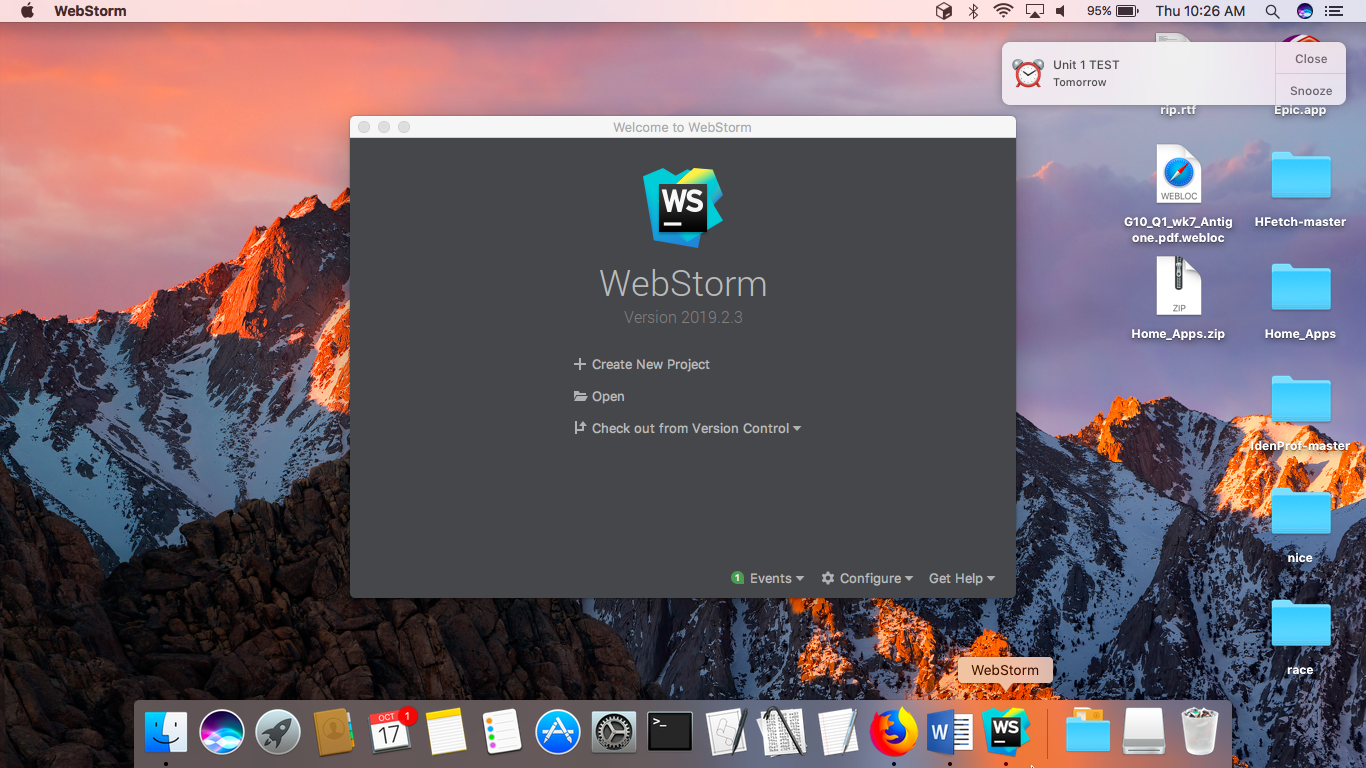 WebStorm
95%
Thu 10:26 AM
Unit 1 TEST
Tomorrow
Close
Snooze
rip.rtf
Epic.app
Welcome to WebStorm
WS
WebStorm
Version 2019.2.3
Create New Project
Open
Check out from Version Control
1 Events
Configure
Get Help
WEBLOC
G10_Q1_wk7_Antig
one.pdf.webloc
HFetch-master
ZIP
Home_Apps.zip
Home_Apps
IdenProf-master
nice
race
WebStorm
OCT
17
1
>_
W
WS